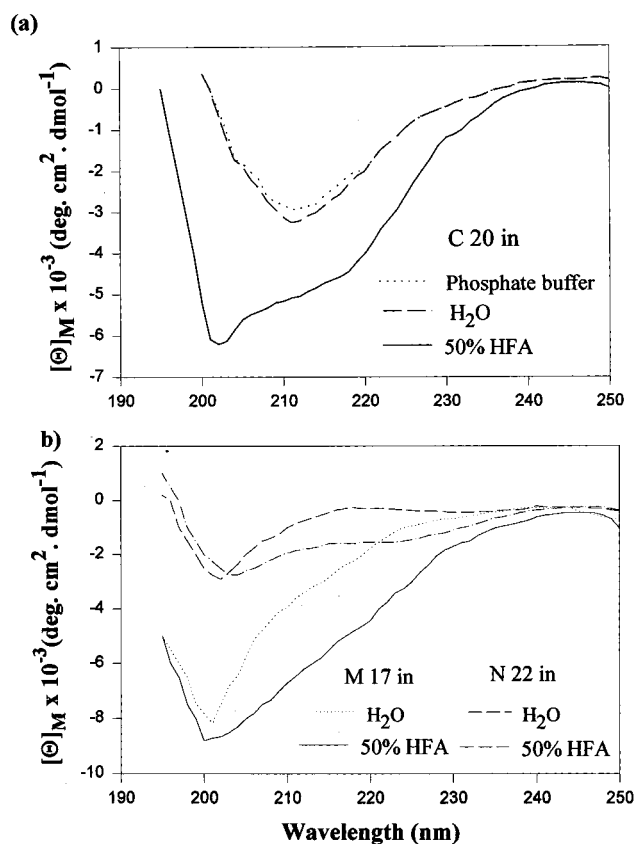 (a)
1
0
-1
-2
-3
-4
-5
-6
-7
[Θ]M x 10-3 (deg. cm2. dmol-1)
C 20 in
Phosphate buffer
H2O
50% HFA
190 200 210 220 230 240 250
b)
2
0
-2
-4
-6
-8
-10
[Θ]M x 10-3(deg. cm2. dmol-1)
M 17 in N 22 in
H2O H2O
50% HFA 50% HFA
190 200 210 220 230 240 250
Wavelength (nm)